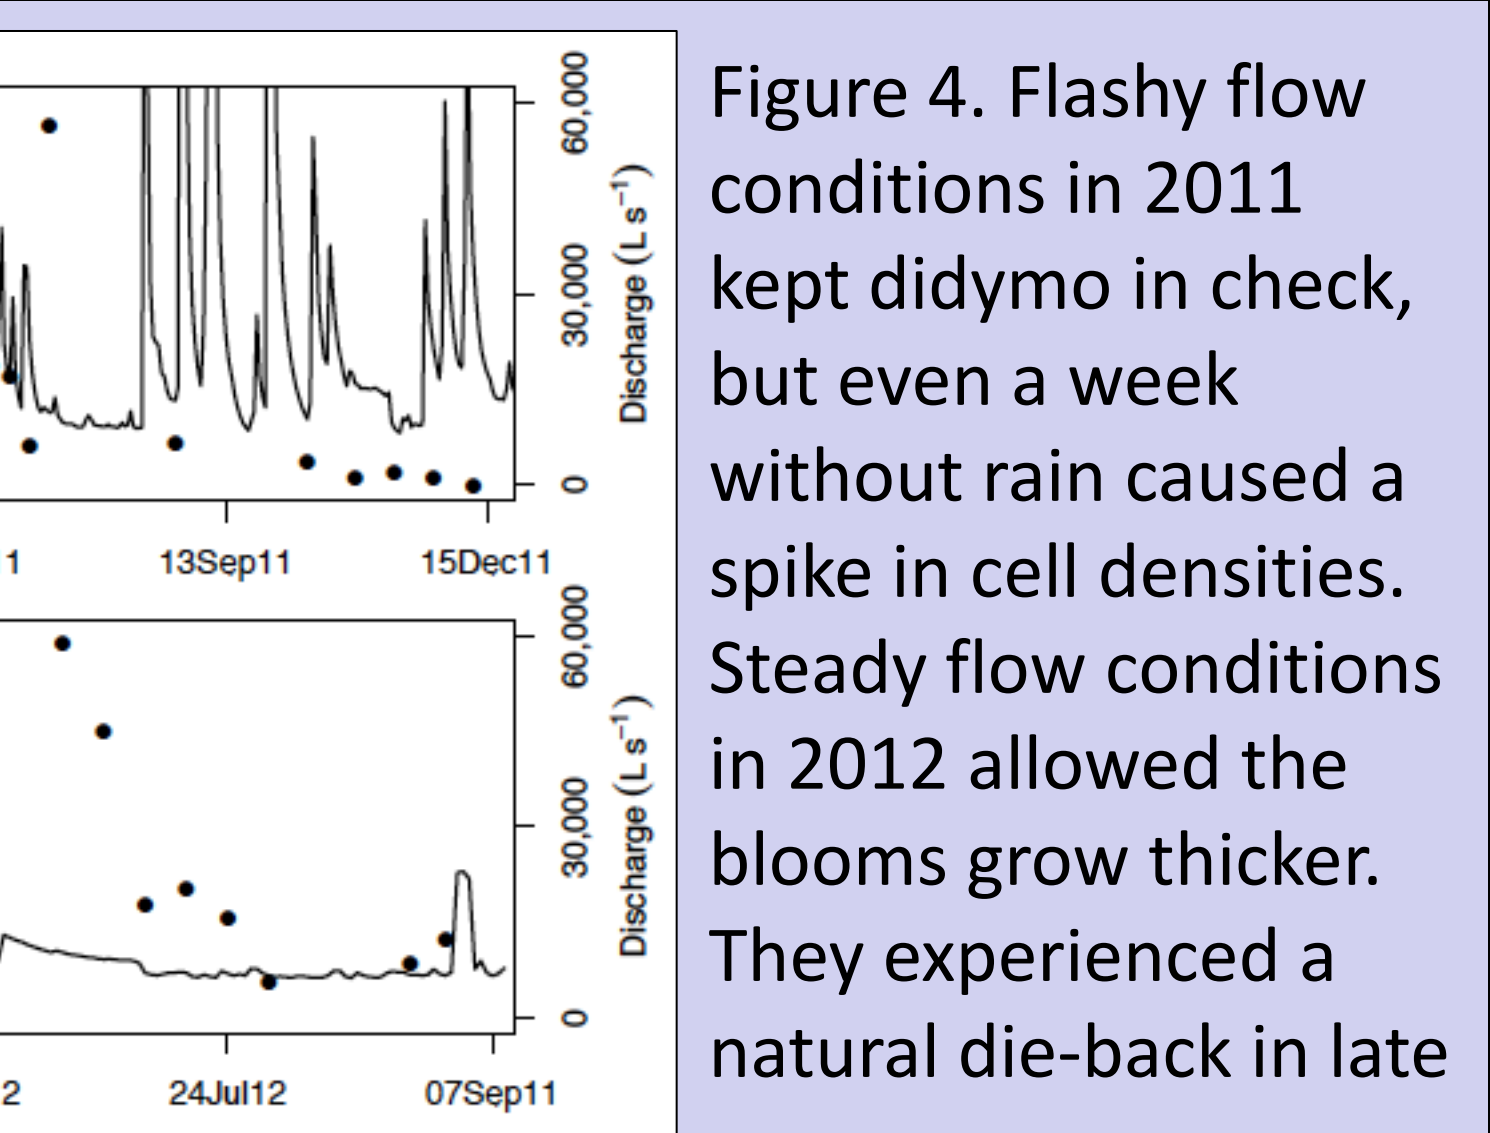 60,000
30,000
0
Discharge (L s⁻¹)
1
13Sep11
15Dec11
60,000
30,000
0
Discharge (L s⁻¹)
2
24Jul12
07Sep11
Figure 4. Flashy flow
conditions in 2011
kept didymo in check,
but even a week
without rain caused a
spike in cell densities.
Steady flow conditions
in 2012 allowed the
blooms grow thicker.
They experienced a
natural die-back in late